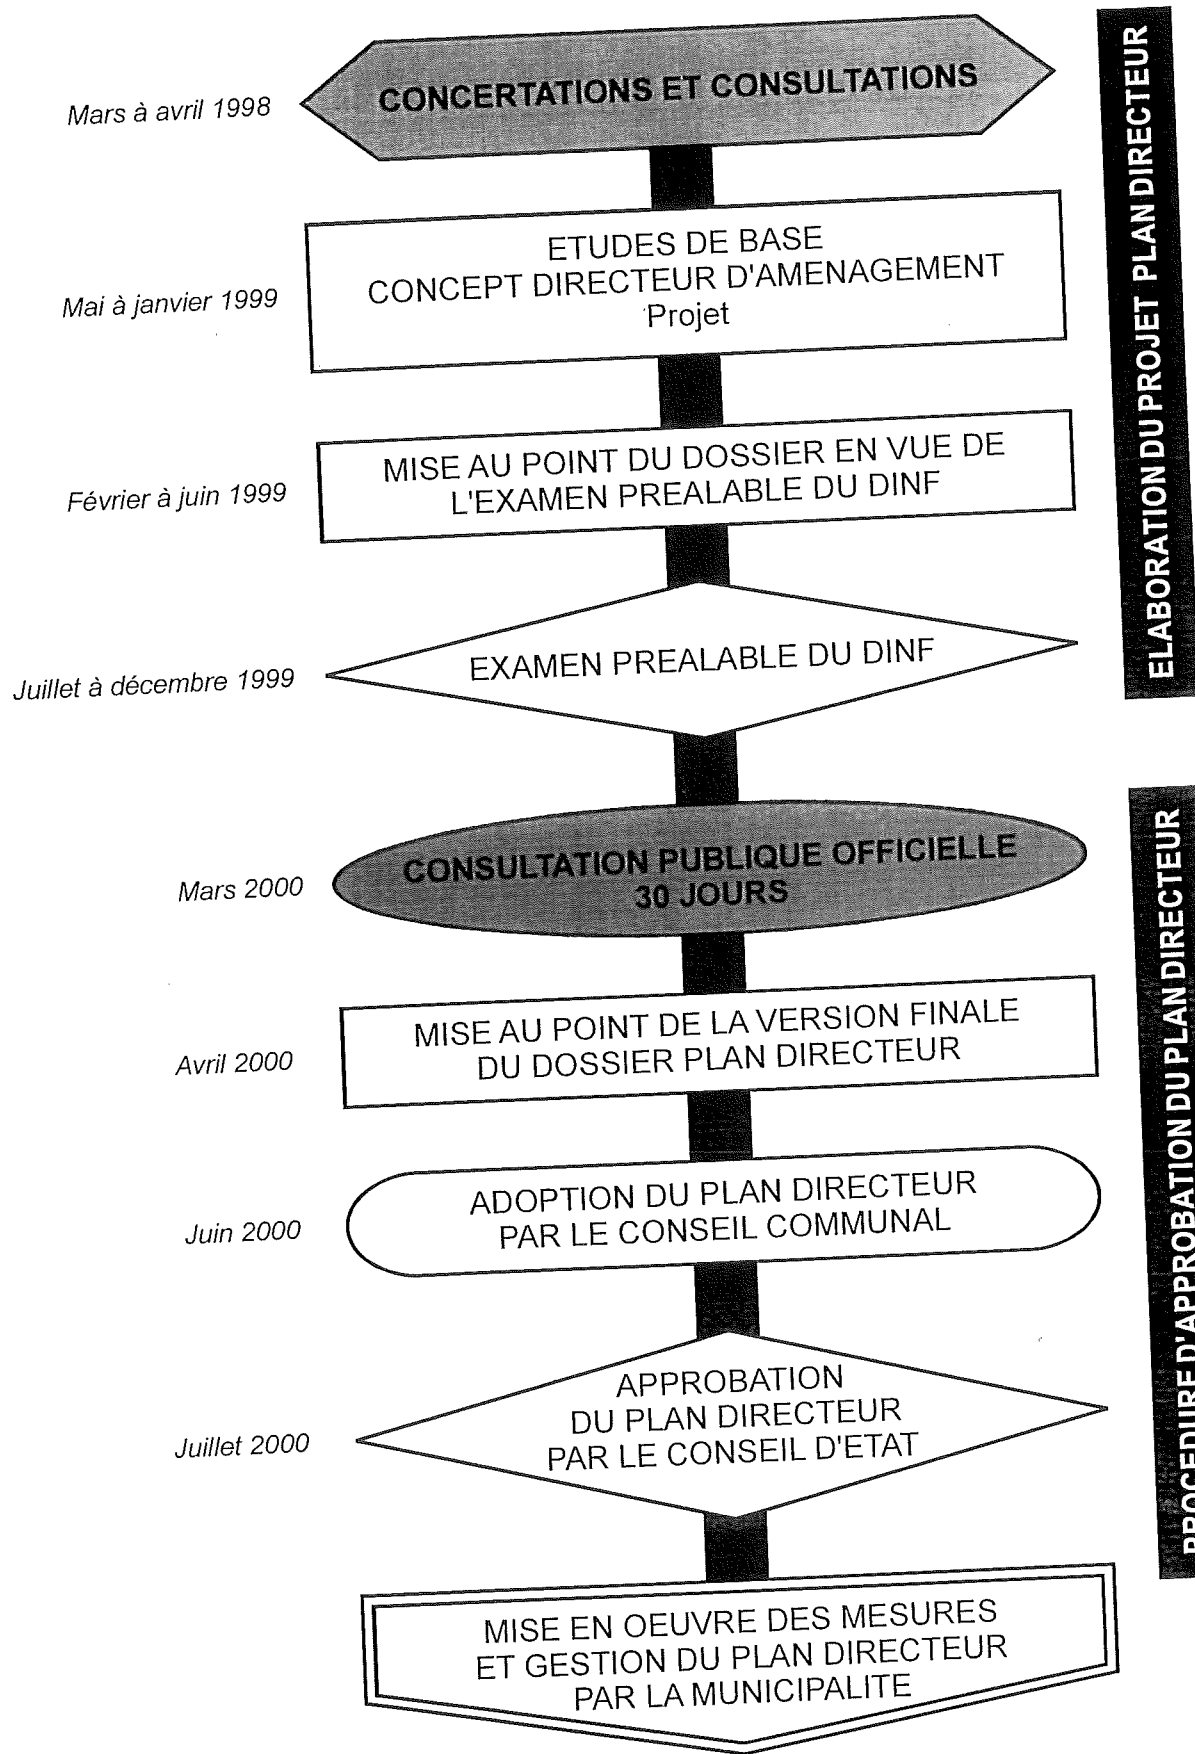 Mars à avril 1998
CONCERTATIONS ET CONSULTATIONS
Mai à janvier 1999
ETUDES DE BASE
CONCEPT DIRECTEUR D'AMENAGEMENT
Projet
Février à juin 1999
MISE AU POINT DU DOSSIER EN VUE DE
L'EXAMEN PREALABLE DU DINF
Juillet à décembre 1999
EXAMEN PREALABLE DU DINF
ELABORATION DU PROJET PLAN DIRECTEUR
Mars 2000
CONSULTATION PUBLIQUE OFFICIELLE
30 JOURS
Avril 2000
MISE AU POINT DE LA VERSION FINALE
DU DOSSIER PLAN DIRECTEUR
Juin 2000
ADOPTION DU PLAN DIRECTEUR
PAR LE CONSEIL COMMUNAL
Juillet 2000
APPROBATION
DU PLAN DIRECTEUR
PAR LE CONSEIL D'ETAT
PROCEDURE D'APPROBATION DU PLAN DIRECTEUR
MISE EN OEUVRE DES MESURES
ET GESTION DU PLAN DIRECTEUR
PAR LA MUNICIPALITE